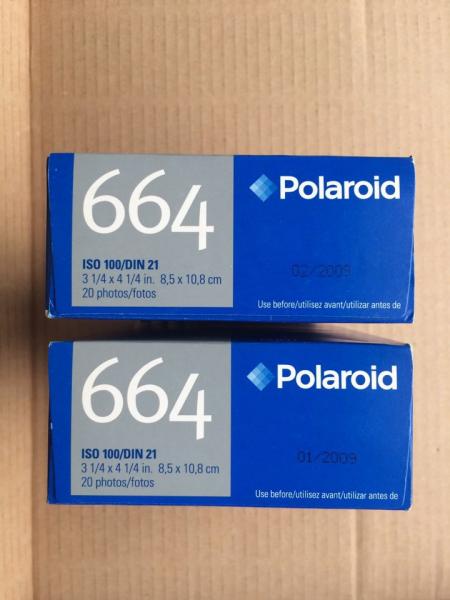 664
Polaroid
ISO 100/DIN 21
3 1/4 x 4 1/4 in. 8,5 x 10,8 cm
20 photos/fotos
02/2009
Use before/utilisez avant/utilizar antes de
664
Polaroid
ISO 100/DIN 21
3 1/4 x 4 1/4 in. 8,5 x 10,8 cm
20 photos/fotos
01/2009
Use before/utilisez avant/utilizar antes de